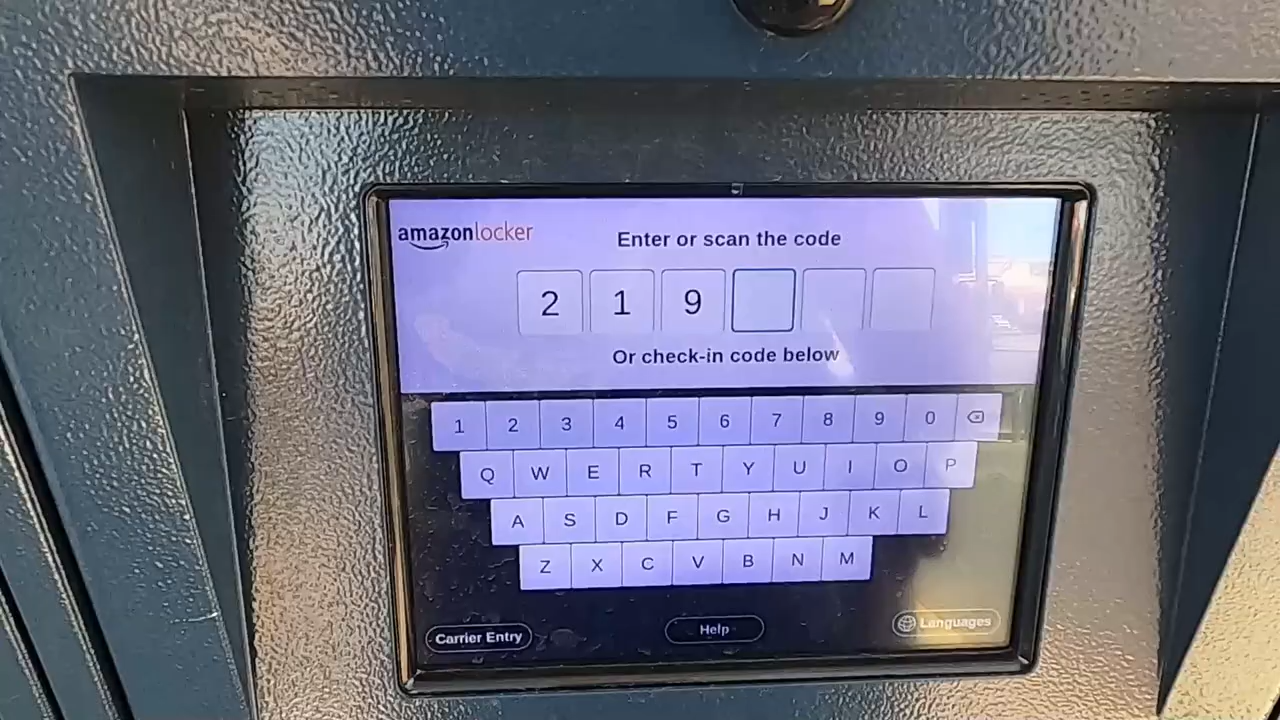 amazonlocker
Enter or scan the code
2 1 9
Or check-in code below
1 2 3 4 5 6 7 8 9 0
Q W E R T Y U I O P
A S D F G H J K L
Z X C V B N M
Carrier Entry Help Languages